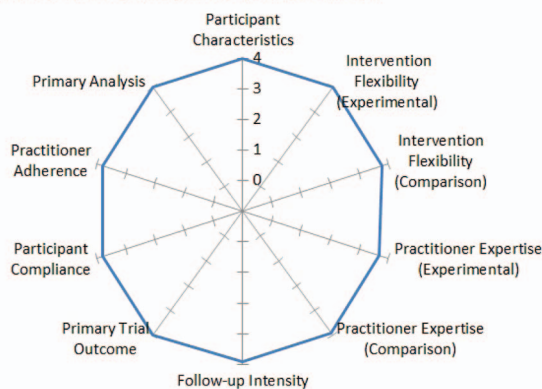 Participant
Characteristics
Intervention
Flexibility
(Experimental)
Intervention
Flexibility
(Comparison)
Practitioner Expertise
(Experimental)
Practitioner Expertise
(Comparison)
Follow-up Intensity
Primary Trial
Outcome
Participant
Compliance
Practitioner
Adherence
Primary Analysis
4
3
2
1
0